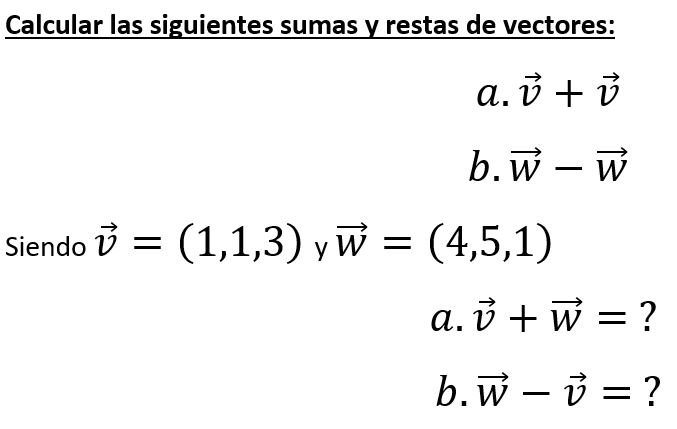 Calcular las siguientes sumas y restas de vectores:
a. v⃗ + v⃗
b. w⃗ − w⃗
Siendo v⃗ = (1,1,3) y w⃗ = (4,5,1)
a. v⃗ + w⃗ = ?
b. w⃗ − v⃗ = ?